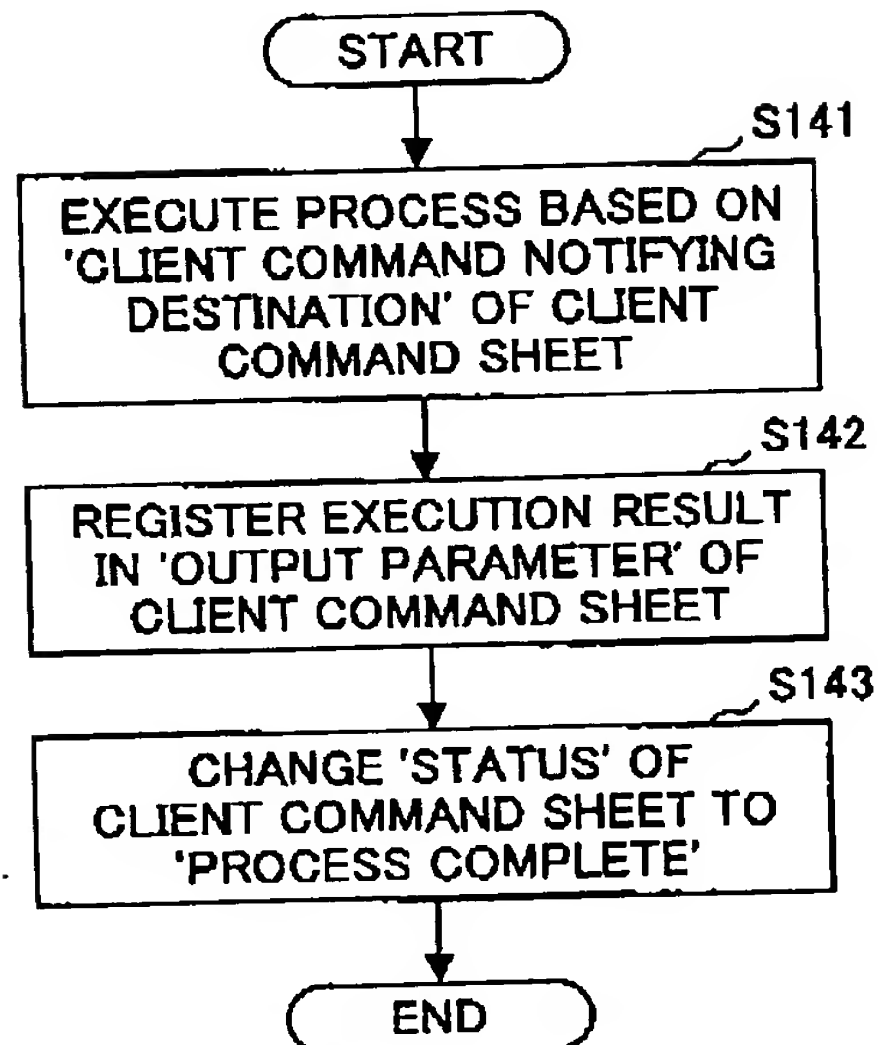 START
S141
EXECUTE PROCESS BASED ON
'CLIENT COMMAND NOTIFYING
DESTINATION' OF CLIENT
COMMAND SHEET
S142
REGISTER EXECUTION RESULT
IN 'OUTPUT PARAMETER' OF
CLIENT COMMAND SHEET
S143
CHANGE 'STATUS' OF
CLIENT COMMAND SHEET TO
'PROCESS COMPLETE'
END